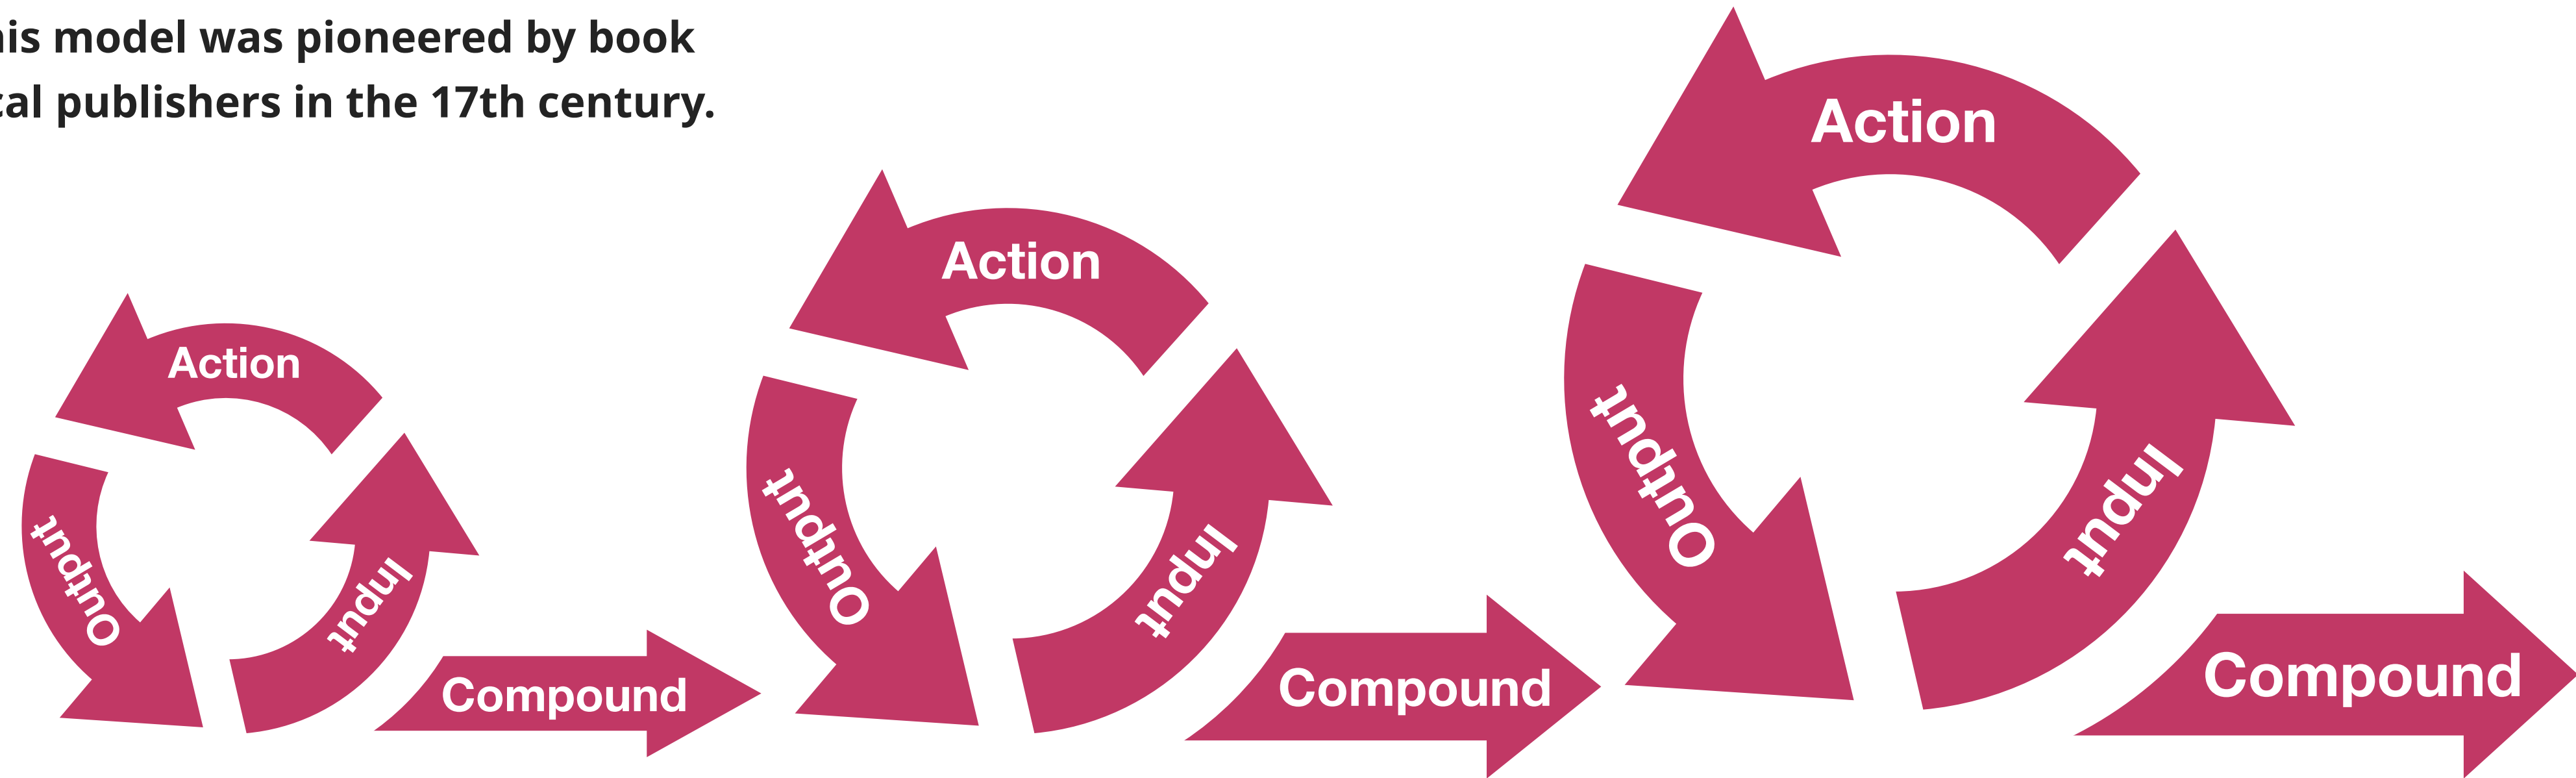 his model was pioneered by book
cal publishers in the 17th century.
Action
Output
Input
Compound
Action
Output
Input
Compound
Action
Output
Input
Compound